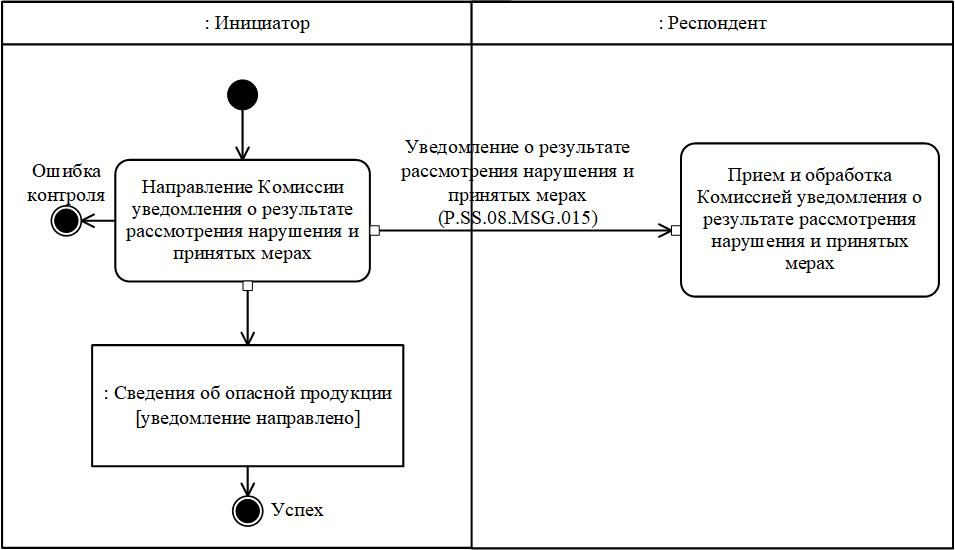 : Инициатор
: Респондент
Ошибка
контроля
Направление Комиссии
уведомления о результате
рассмотрения нарушения и
принятых мерах
Уведомление о результате
рассмотрения нарушения и
принятых мерах
(P.SS.08.MSG.015)
Прием и обработка
Комиссией уведомления о
результате рассмотрения
нарушения и принятых
мерах
: Сведения об опасной продукции
[уведомление направлено]
Успех